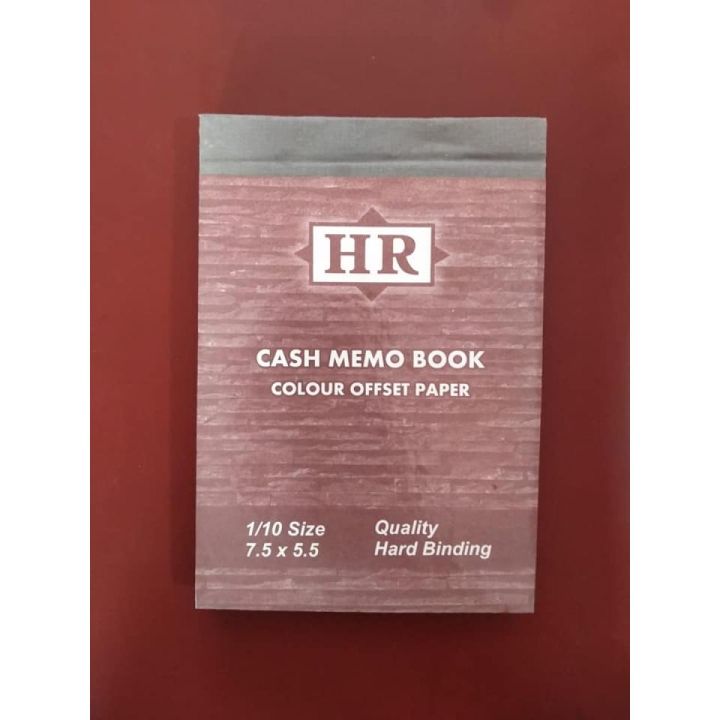 HR
CASH MEMO BOOK
COLOUR OFFSET PAPER
1/10 Size
7.5 x 5.5
Quality
Hard Binding